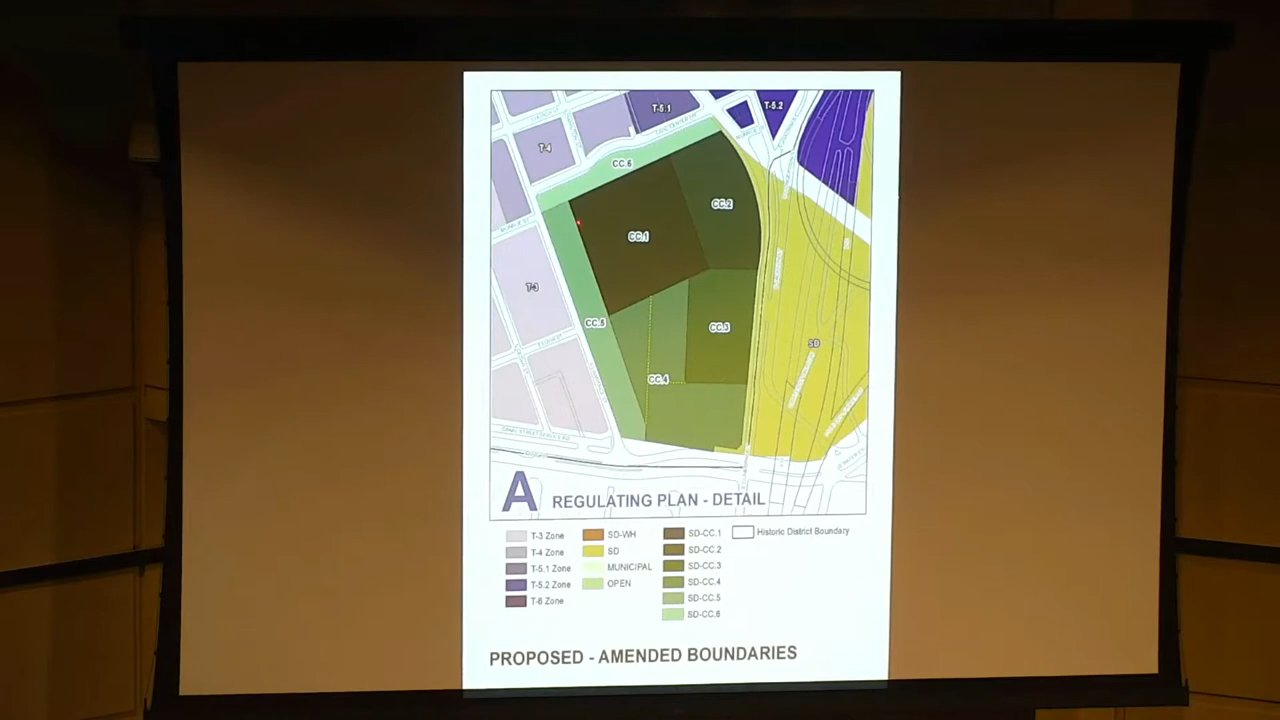 T-5.1
T-5.2
T-4
CC.6
CC.2
CC.1
T-3
CC.5
CC.3
SD
CC.4
A REGULATING PLAN - DETAIL
T-3 Zone
T-4 Zone
T-5.1 Zone
T-5.2 Zone
T-6 Zone
SD-WH
SD
MUNICIPAL
OPEN
SD-CC.1
SD-CC.2
SD-CC.3
SD-CC.4
SD-CC.5
SD-CC.6
Historic District Boundary
PROPOSED - AMENDED BOUNDARIES